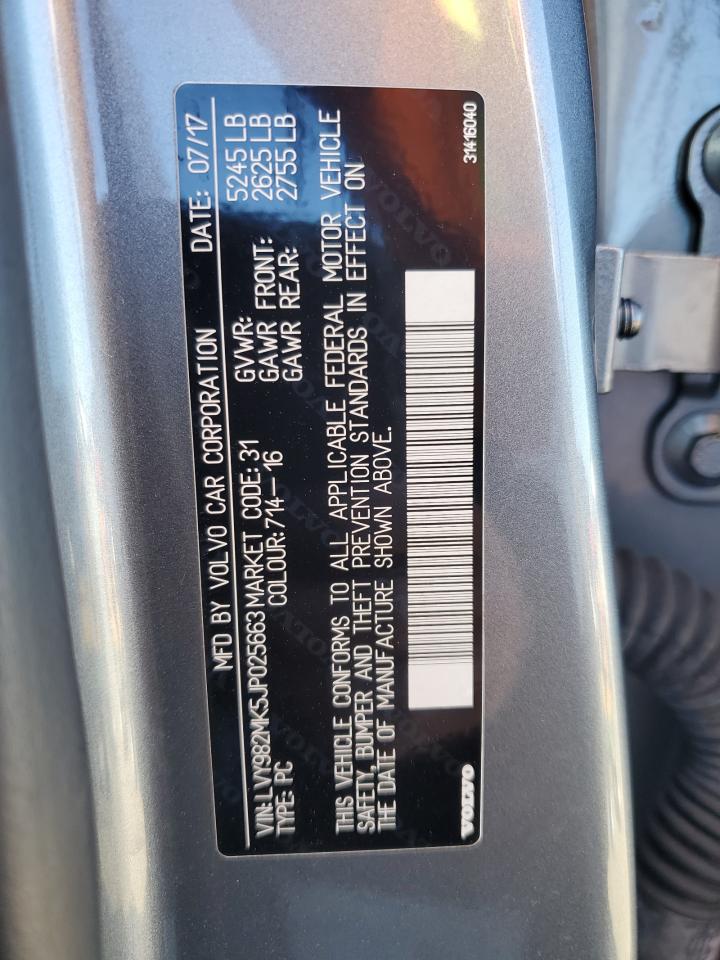 MFD BY VOLVO CAR CORPORATION DATE: 07/17
VIN: LVY982MK5JP025663 MARKET CODE: 31 GVWR: 5245 LB
TYPE: PC COLOUR: 714—16 GAWR FRONT: 2625 LB
GAWR REAR: 2755 LB
THIS VEHICLE CONFORMS TO ALL APPLICABLE FEDERAL MOTOR VEHICLE
SAFETY, BUMPER AND THEFT PREVENTION STANDARDS IN EFFECT ON
THE DATE OF MANUFACTURE SHOWN ABOVE.
VOLVO 31416040